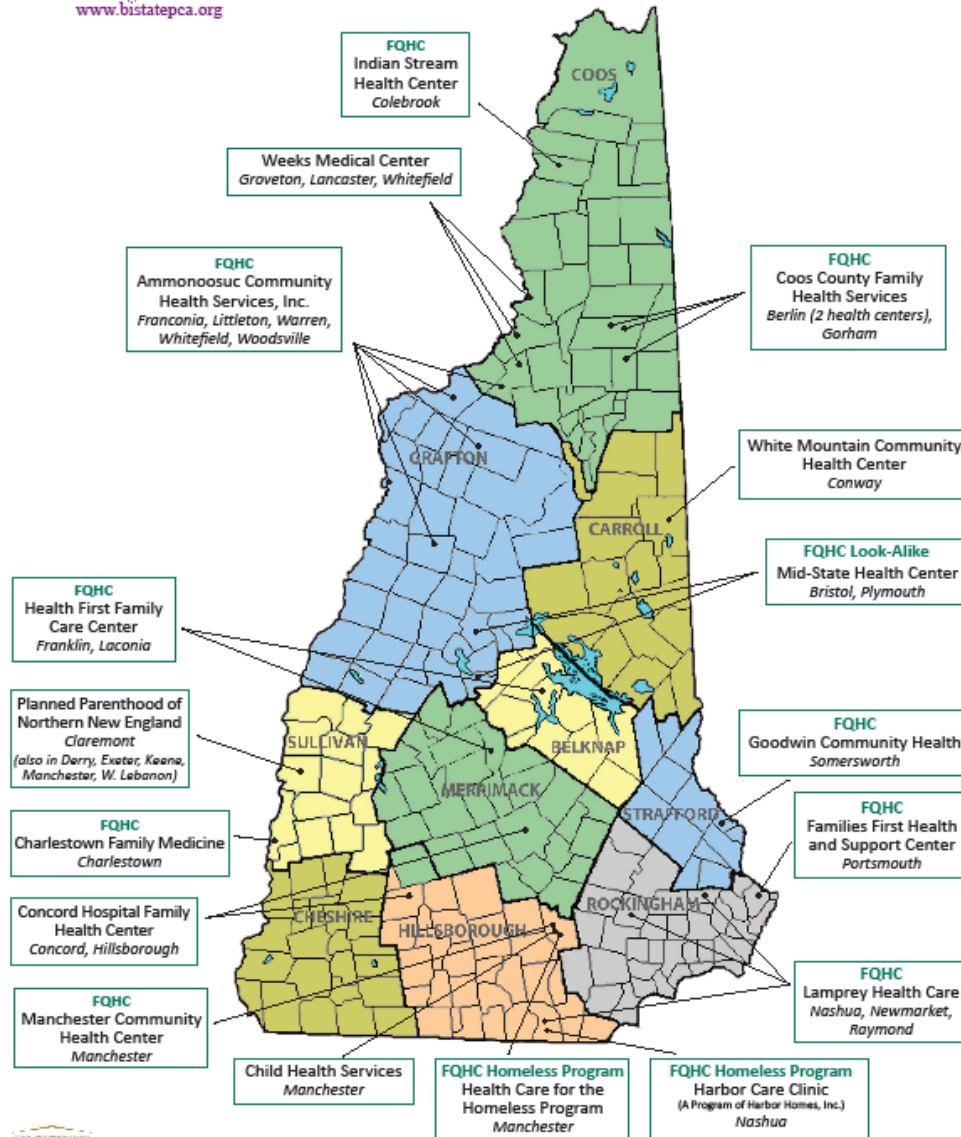 www.bistatepca.org
FQHC
Indian Stream
Health Center
Colebrook
COOS
Weeks Medical Center
Groveton, Lancaster, Whitefield
FQHC
Ammonoosuc Community
Health Services, Inc.
Franconia, Littleton, Warren,
Whitefield, Woodsville
FQHC
Coos County Family
Health Services
Berlin (2 health centers),
Gorham
GRAFTON
White Mountain Community
Health Center
Conway
CARROLL
FQHC Look-Alike
Mid-State Health Center
Bristol, Plymouth
FQHC
Health First Family
Care Center
Franklin, Laconia
Planned Parenthood of
Northern New England
Claremont
(also in Derry, Exeter, Keene,
Manchester, W. Lebanon)
SULLIVAN
BELKNAP
MERRIMACK
FQHC
Goodwin Community Health
Somersworth
STRAFFORD
FQHC
Charlestown Family Medicine
Charlestown
FQHC
Families First Health
and Support Center
Portsmouth
Concord Hospital Family
Health Center
Concord, Hillsborough
CHESHIRE
HILLSBOROUGH
ROCKINGHAM
FQHC
Manchester Community
Health Center
Manchester
FQHC
Lamprey Health Care
Nashua, Newmarket,
Raymond
Child Health Services
Manchester
FQHC Homeless Program
Health Care for the
Homeless Program
Manchester
FQHC Homeless Program
Harbor Care Clinic
(A Program of Harbor Homes, Inc.)
Nashua